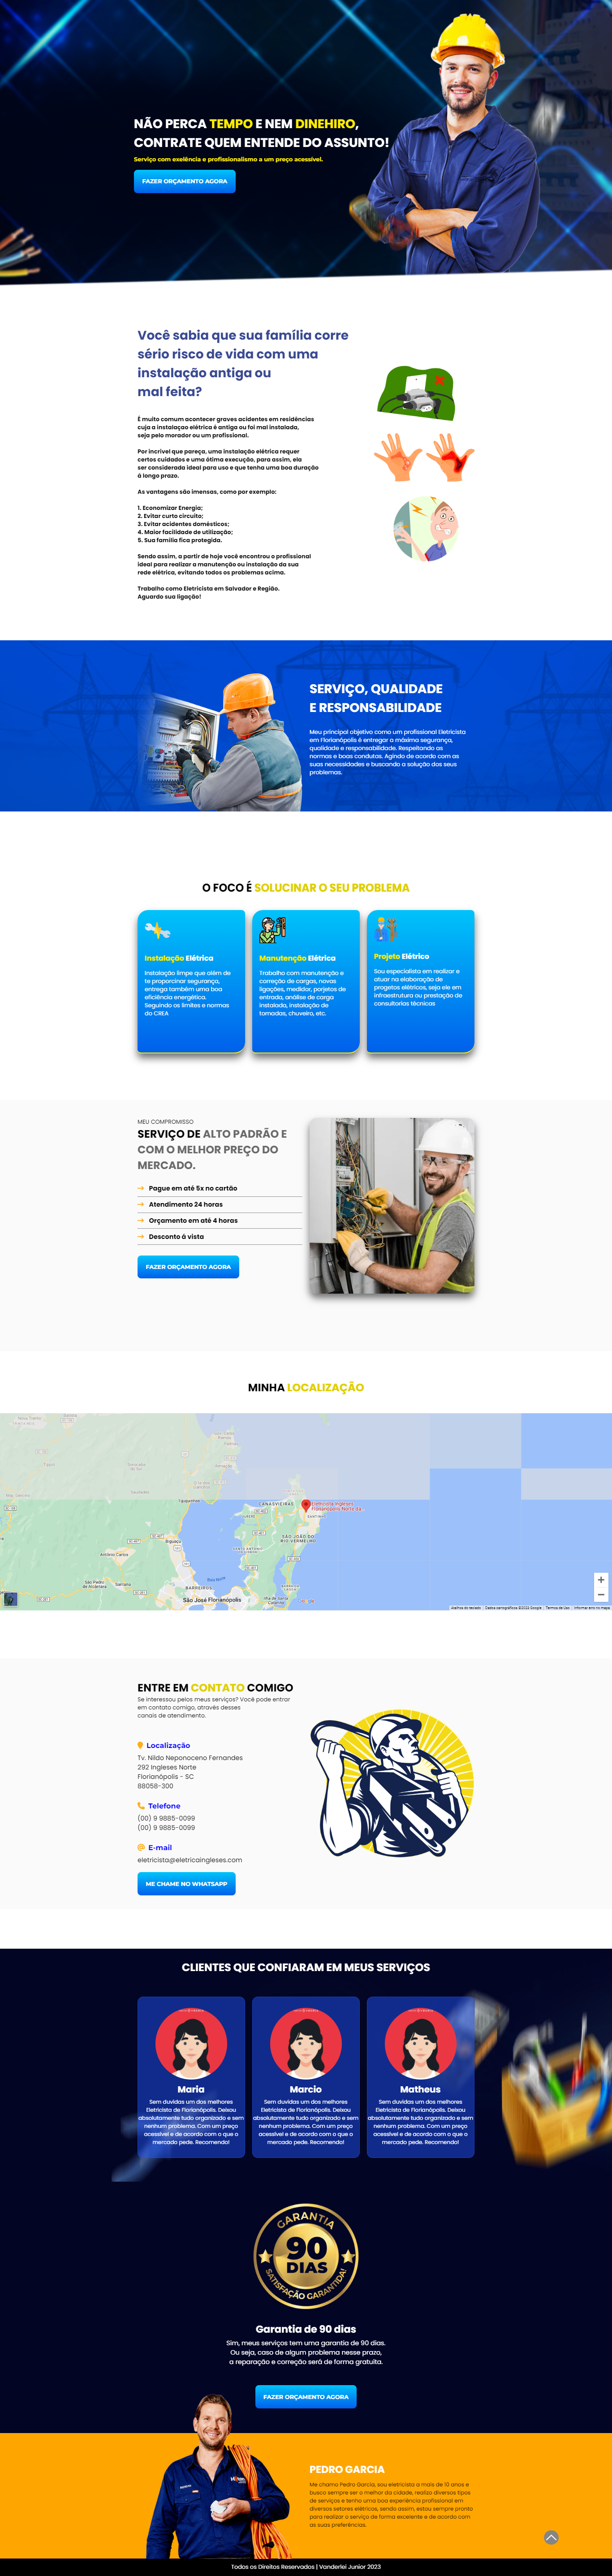 NÃO PERCA TEMPO E NEM DINEHIRO,
CONTRATE QUEM ENTENDE DO ASSUNTO!
Serviço com exelência e profissionalismo a um preço acessível.
FAZER ORÇAMENTO AGORA
Você sabia que sua família corre
sério risco de vida com uma
instalação antiga ou
mal feita?
É muito comum acontecer graves acidentes em residências
cuja a instalaçao elétrica é antiga ou foi mal instalada,
seja pelo morador ou um profissional.
Por incrível que pareça, uma instalação elétrica requer
certos cuidados e uma ótima execução, para assim, ela
ser considerada ideal para uso e que tenha uma boa duração
à longo prazo.
As vantagens são imensas, como por exemplo:
1. Economizar Energia;
2. Evitar curto circuito;
3. Evitar acidentes domésticos;
4. Maior facilidade de utilização;
5. Sua família fica protegida.
Sendo assim, a partir de hoje você encontrou o profissional
ideal para realizar a manutenção ou instalação da sua
rede elétrica, evitando todos os problemas acima.
Trabalho como Eletricista em Salvador e Região.
Aguardo sua ligação!
SERVIÇO, QUALIDADE
E RESPONSABILIDADE
Meu principal objetivo como um profissional Eletricista
em Florianópolis é entregar a máxima segurança,
qualidade e responsabilidade. Respeitando as
normas e boas condutas. Agindo de acordo com as
suas necessidades e buscando a solução dos seus
problemas.
O FOCO É SOLUCINAR O SEU PROBLEMA
Instalação Elétrica
Instalação limpe que além de
te proporcinar segurança,
entrega também uma boa
eficiência energética.
Seguindo os limites e normas
do CREA
Manutenção Elétrica
Trabalho com manutenção e
correção de cargas, novas
ligações, medidor, porjetos de
entrada, análise de carga
instalada, instalação de
tomadas, chuveiro, etc.
Projeto Elétrico
Sou especialista em realizar e
atuar na elaboração de
progetos elétricos, seja ele em
infraestrutura ou prestação de
consultorias técnicas
MEU COMPROMISSO
SERVIÇO DE ALTO PADRÃO E
COM O MELHOR PREÇO DO
MERCADO.
Pague em até 5x no cartão
Atendimento 24 horas
Orçamento em até 4 horas
Desconto à vista
FAZER ORÇAMENTO AGORA
MINHA LOCALIZAÇÃO
Tijuquinhas
CANASVIEIRAS
Eletricista Ingleses
Florianópolis Norte da
SÃO JOÃO DO
RIO VERMELHO
Biguaçu
Antônio Carlos
São Pedro
de Alcântara
Santana
BARREIROS
São José
Florianópolis
Ilha de Santa
Catarina
Google
Atalhos do teclado
Dados cartográficos ©2023 Google
Termos de Uso
Informar erro no mapa
ENTRE EM CONTATO COMIGO
Se interessou pelos meus serviços? Você pode entrar
em contato comigo, através desses
canais de atendimento.
Localização
Tv. Nildo Neponoceno Fernandes
292 Ingleses Norte
Florianópolis - SC
88058-300
Telefone
(00) 9 9885-0099
(00) 9 9885-0099
E-mail
eletricista@eletricaingleses.com
ME CHAME NO WHATSAPP
CLIENTES QUE CONFIARAM EM MEUS SERVIÇOS
Maria
Sem duvidas um dos melhores
Eletricista de Florianópolis. Deixou
absolutamente tudo organizado e sem
nenhum problema. Com um preço
acessível e de acordo com o que o
mercado pede. Recomendo!
Marcio
Sem duvidas um dos melhores
Eletricista de Florianópolis. Deixou
absolutamente tudo organizado e sem
nenhum problema. Com um preço
acessível e de acordo com o que o
mercado pede. Recomendo!
Matheus
Sem duvidas um dos melhores
Eletricista de Florianópolis. Deixou
absolutamente tudo organizado e sem
nenhum problema. Com um preço
acessível e de acordo com o que o
mercado pede. Recomendo!
GARANTIA
90
DIAS
SATISFAÇÃO GARANTIDA!
Garantia de 90 dias
Sim, meus serviços tem uma garantia de 90 dias.
Ou seja, caso de algum problema nesse prazo,
a reparação e correção será de forma gratuita.
FAZER ORÇAMENTO AGORA
PEDRO GARCIA
Me chamo Pedro Garcia, sou eletricista a mais de 10 anos e
busco sempre ser o melhor da cidade, realizo diversos tipos
de serviços e tenho uma boa experiência profissional em
diversos setores elétricos, sendo assim, estou sempre pronto
para realizar o serviço de forma excelente e de acordo com
as suas preferências.
Todos os Direitos Reservados | Vanderlei Junior 2023